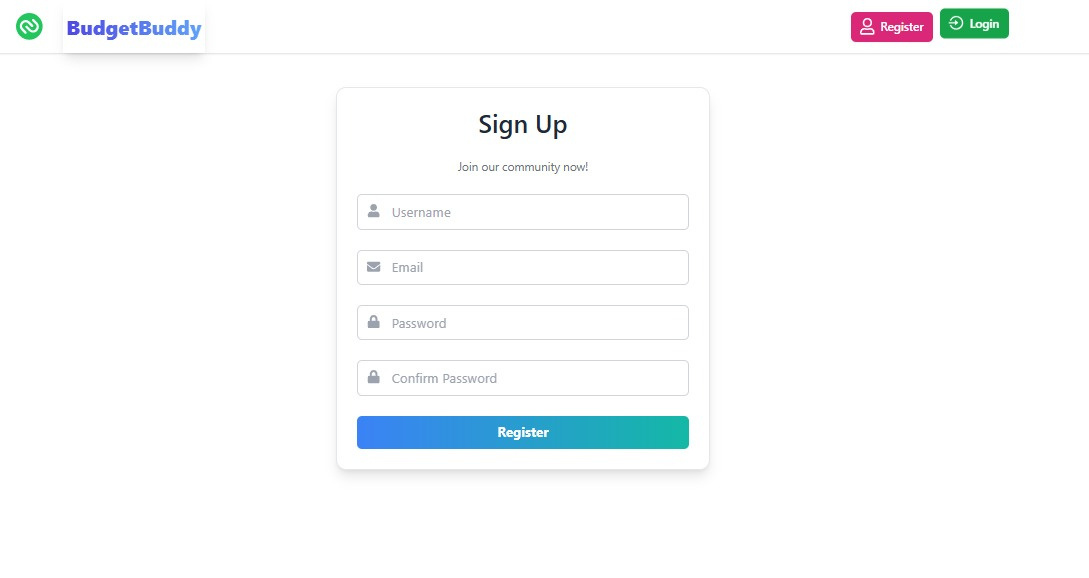 BudgetBuddy
Register
Login
Sign Up
Join our community now!
Username
Email
Password
Confirm Password
Register